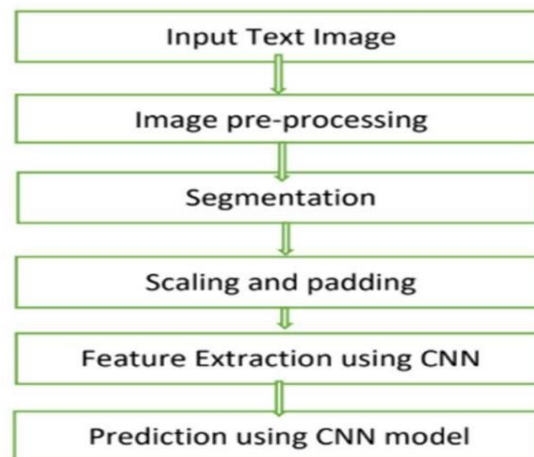 Input Text Image
Image pre-processing
Segmentation
Scaling and padding
Feature Extraction using CNN
Prediction using CNN model